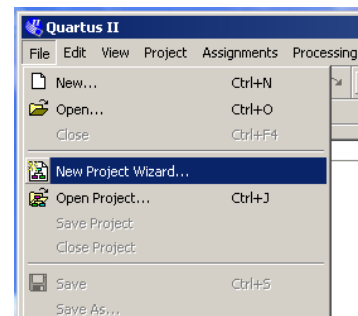 Quartus II
File Edit View Project Assignments Processing
New... Ctrl+N
Open... Ctrl+O
Close Ctrl+F4
New Project Wizard...
Open Project... Ctrl+J
Save Project
Close Project
Save Ctrl+S
Save As...